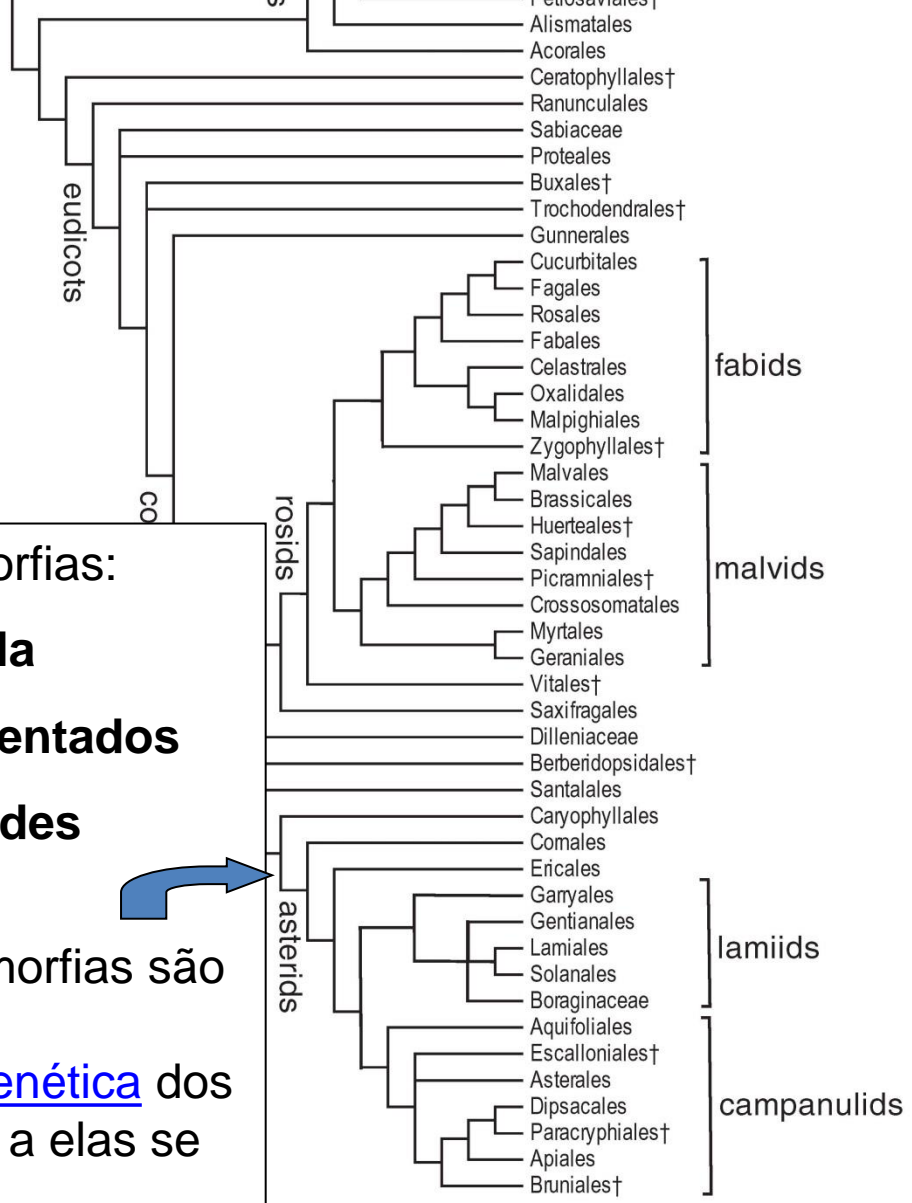 Petrosaviales†
Alismatales
Acorales
Ceratophyllales†
Ranunculales
Sabiaceae
Proteales
Buxales†
Trochodendrales†
Gunnerales
eudicots
Cucurbitales
Fagales
Rosales
Fabales
Celastrales
Oxalidales
Malpighiales
Zygophyllales†
fabids
Malvales
Brassicales
Huerteales†
Sapindales
Picramniales†
Crossosomatales
Myrtales
Geraniales
malvids
Vitales†
Saxifragales
rosids
co
Dilleniaceae
Berberidopsidales†
Santalales
Caryophyllales
Cornales
Ericales
asterids
Garryales
Gentianales
Lamiales
Solanales
Boraginaceae
lamiids
Aquifoliales
Escalloniales†
Asterales
Dipsacales
Paracryphiales†
Apiales
Bruniales†
campanulids
orfias:
da
entados
des
morfias são
enética dos
a elas se